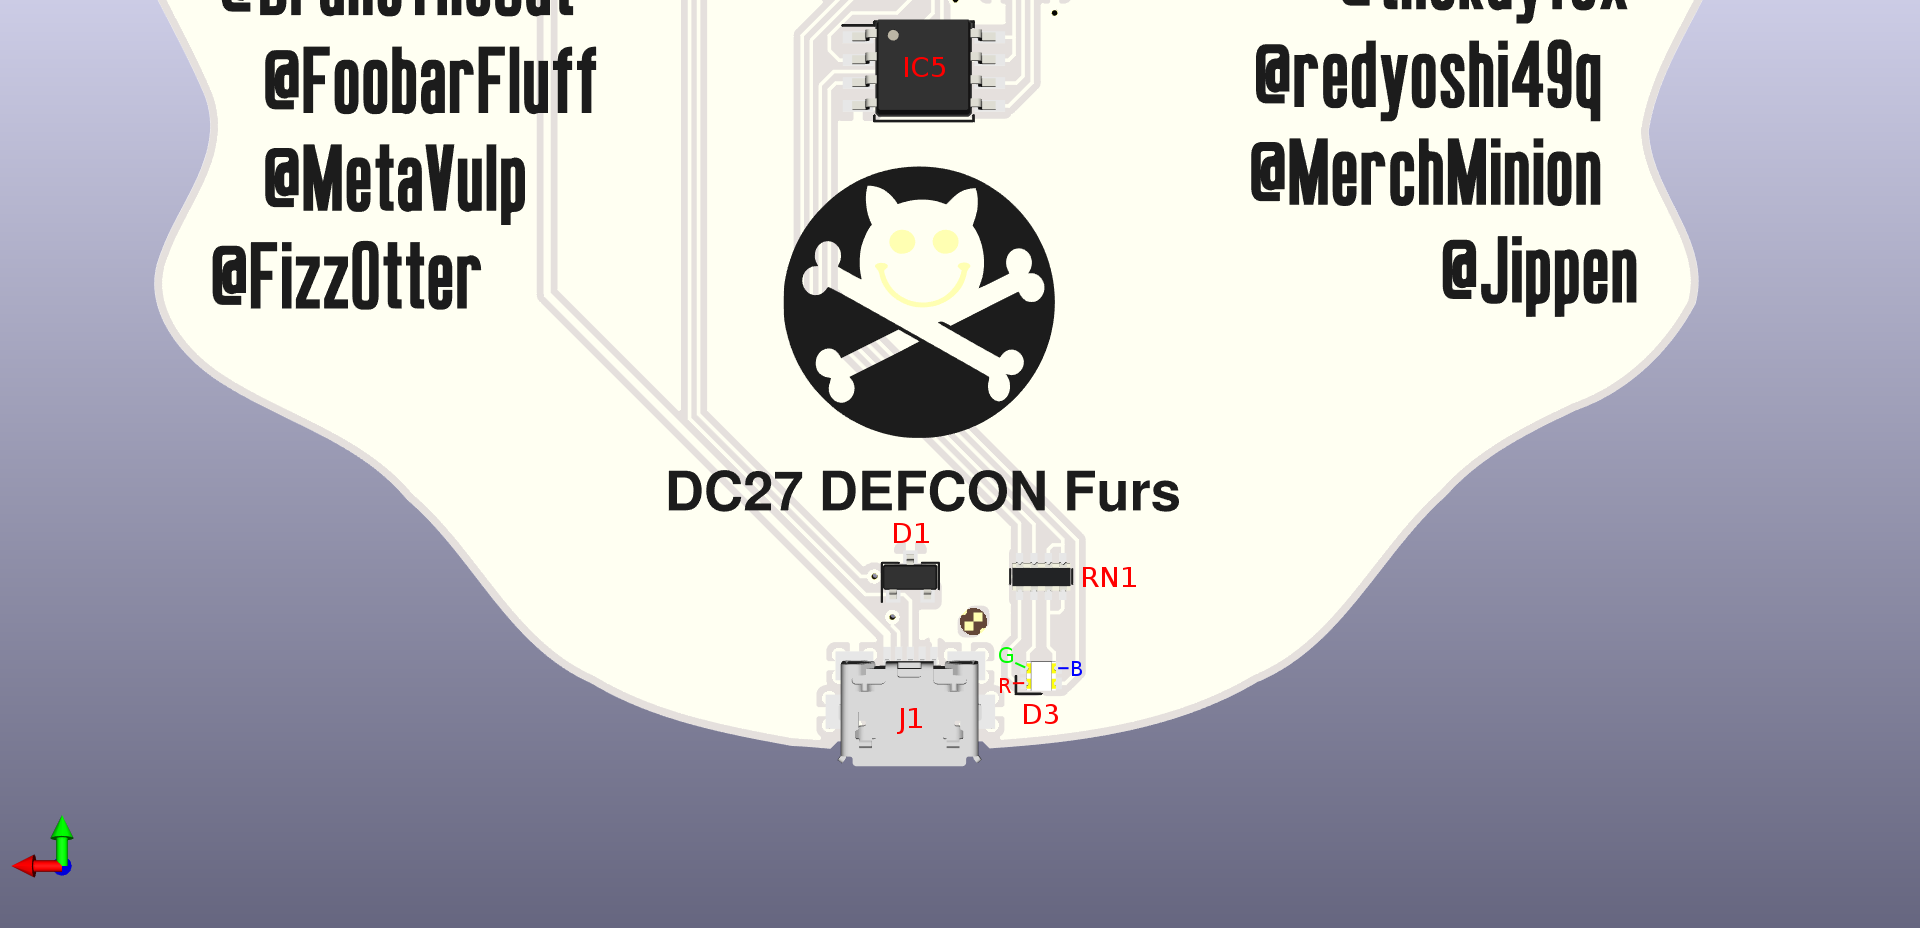 @FoobarFluff
@MetaVulp
@FizzOtter
IC5
@redyoshi49q
@MerchMinion
@Jippen
DC27 DEFCON Furs
D1
RN1
G
B
R
J1
D3